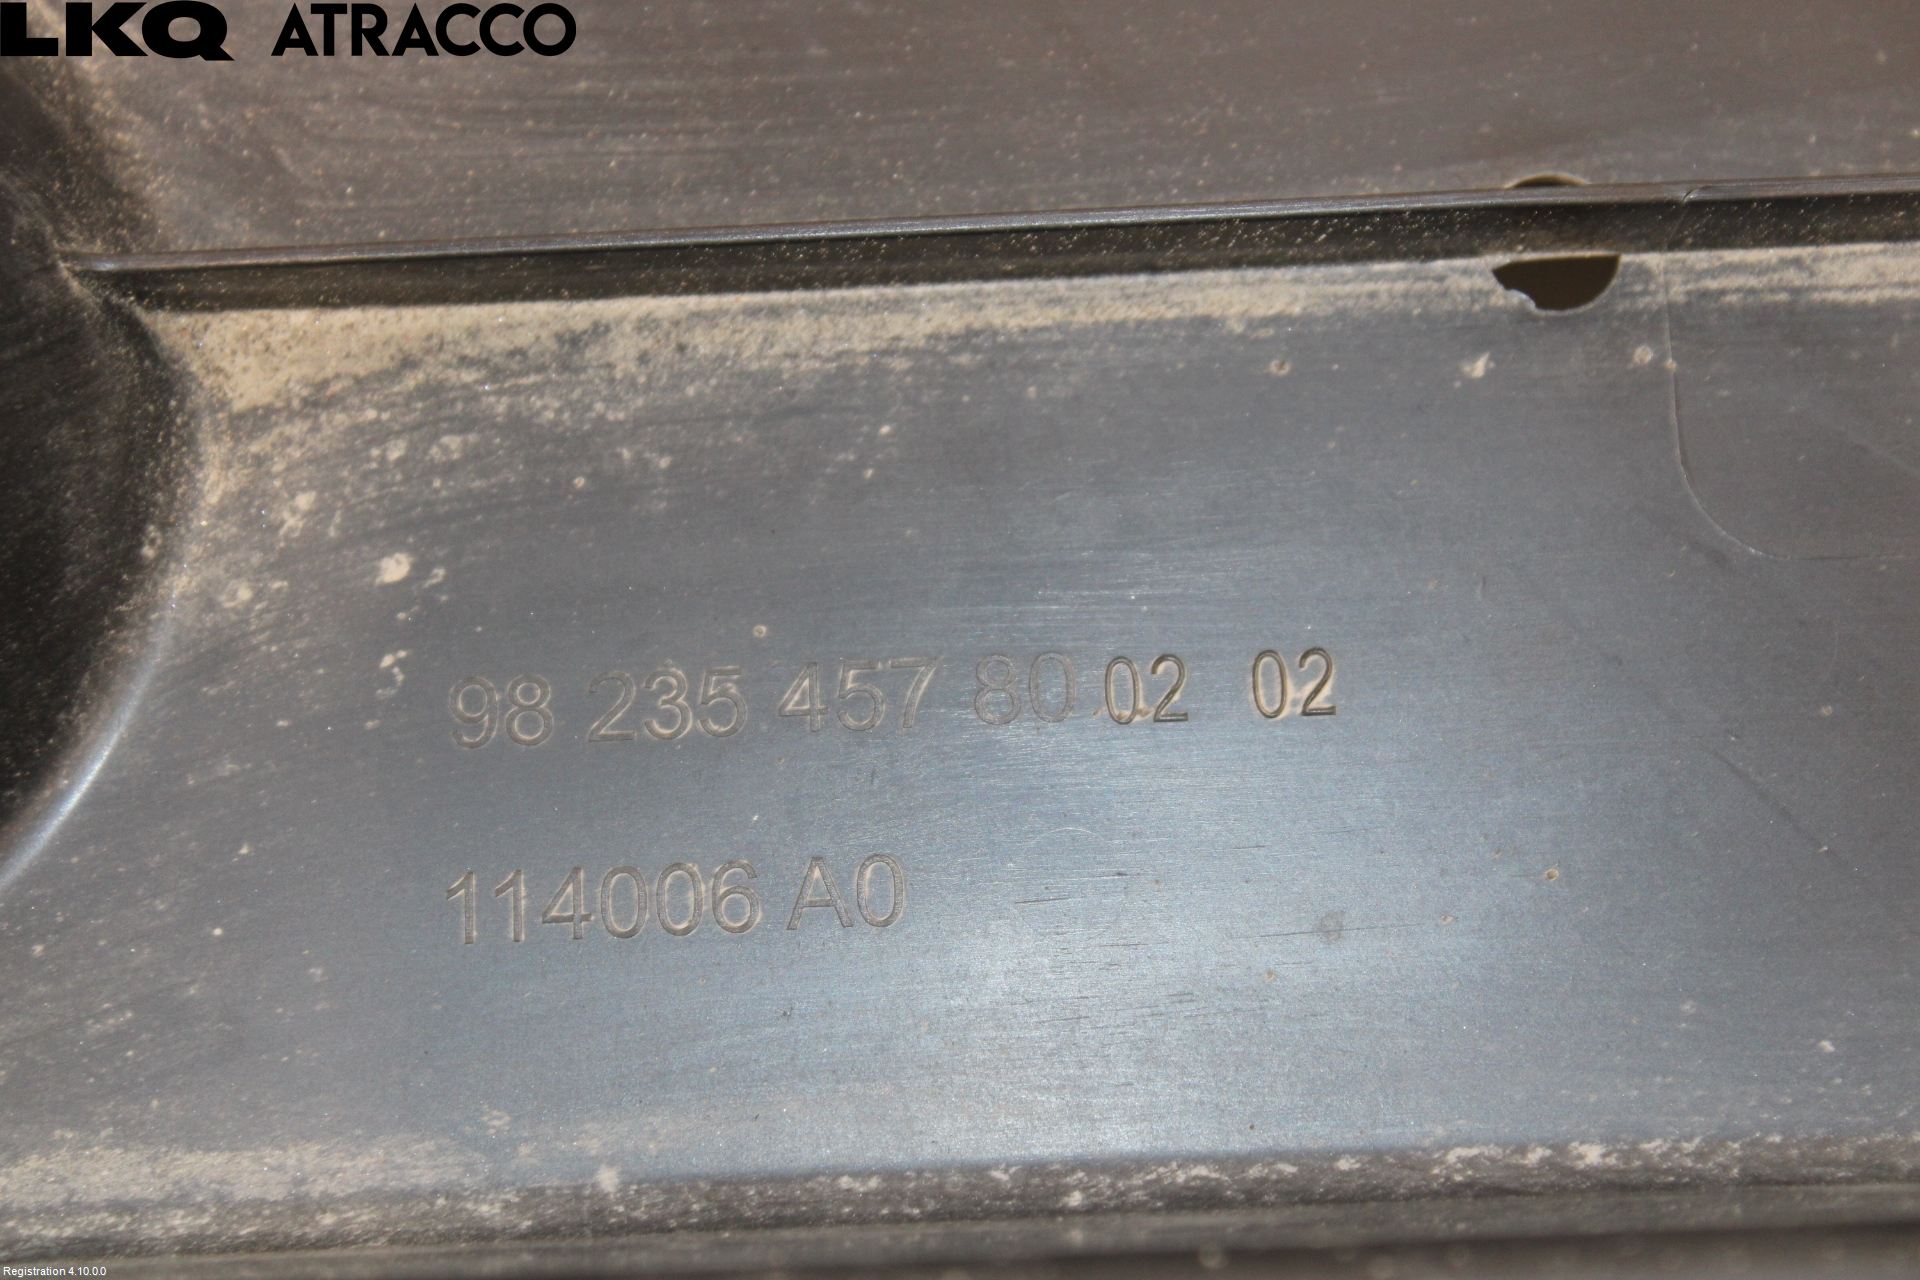 LKQ ATRACCO
98 235 457 80 02 02
114006 A0
Registration 4.10.0.0